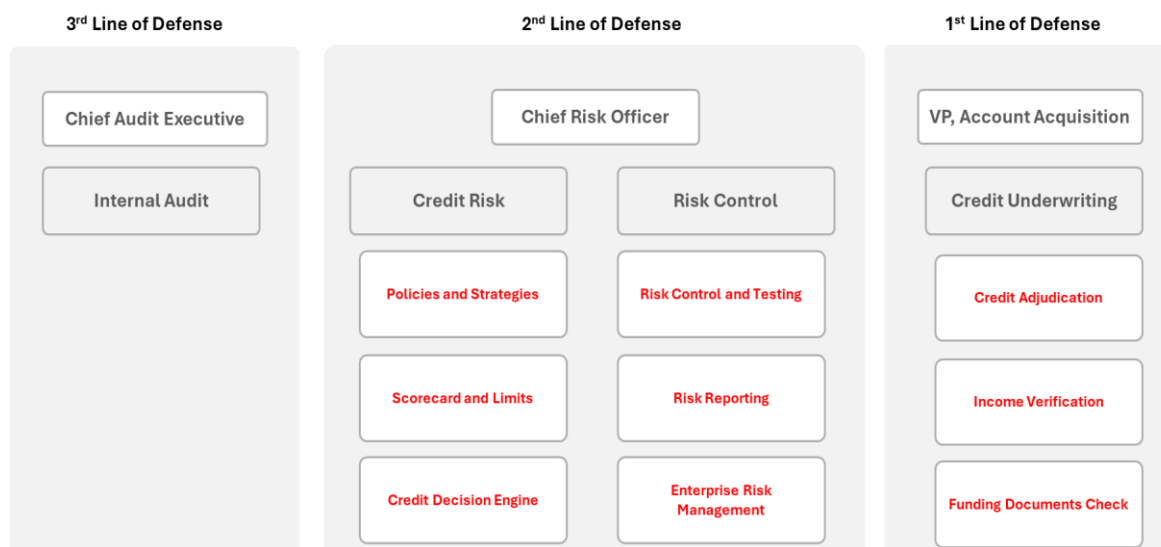 3rd Line of Defense
2nd Line of Defense
1st Line of Defense
Chief Audit Executive
Chief Risk Officer
VP, Account Acquisition
Internal Audit
Credit Risk
Risk Control
Credit Underwriting
Policies and Strategies
Risk Control and Testing
Credit Adjudication
Scorecard and Limits
Risk Reporting
Income Verification
Credit Decision Engine
Enterprise Risk
Management
Funding Documents Check